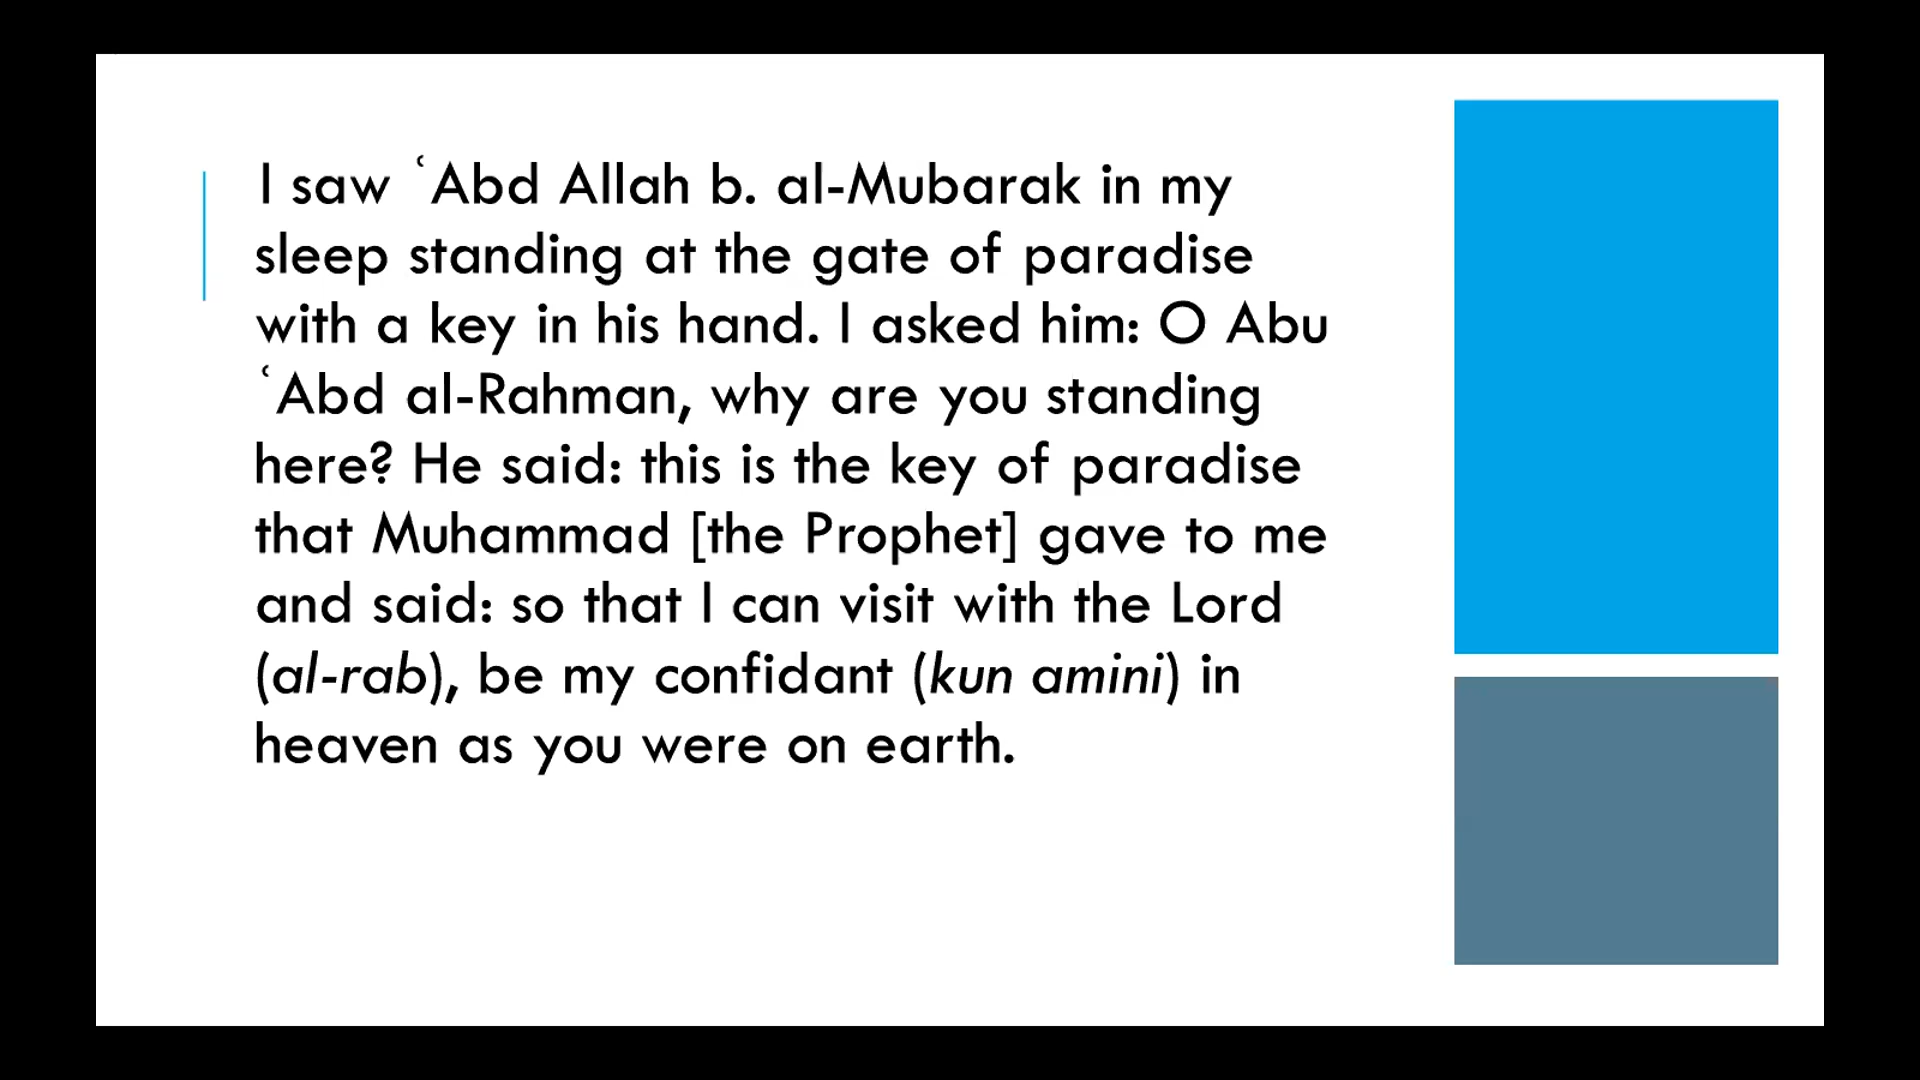 I saw ʿAbd Allah b. al-Mubarak in my
sleep standing at the gate of paradise
with a key in his hand. I asked him: O Abu
ʿAbd al-Rahman, why are you standing
here? He said: this is the key of paradise
that Muhammad [the Prophet] gave to me
and said: so that I can visit with the Lord
(al-rab), be my confidant (kun amini) in
heaven as you were on earth.